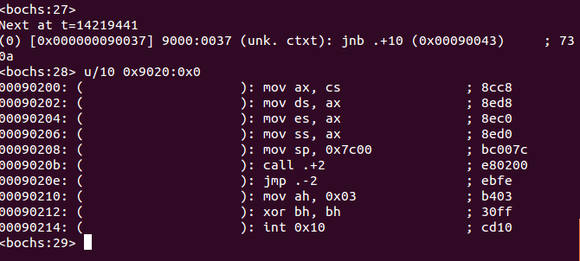 <bochs:27>
Next at t=14219441
(0) [0x000000090037] 9000:0037 (unk. ctxt): jnb .+10 (0x00090043)     ; 73
0a
<bochs:28> u/10 0x9020:0x0
00090200: (                    ): mov ax, cs                ; 8cc8
00090202: (                    ): mov ds, ax                ; 8ed8
00090204: (                    ): mov es, ax                ; 8ec0
00090206: (                    ): mov ss, ax                ; 8ed0
00090208: (                    ): mov sp, 0x7c00            ; bc007c
0009020b: (                    ): call .+2                  ; e80200
0009020e: (                    ): jmp .-2                   ; ebfe
00090210: (                    ): mov ah, 0x03              ; b403
00090212: (                    ): xor bh, bh                ; 30ff
00090214: (                    ): int 0x10                  ; cd10
<bochs:29>